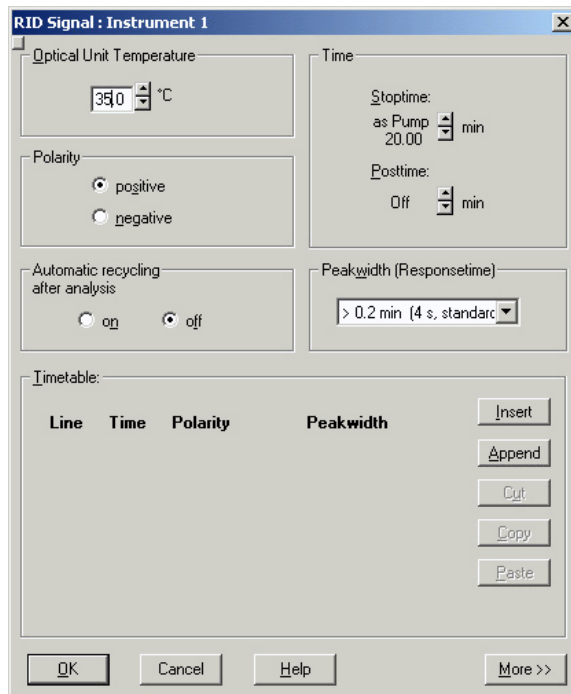 RID Signal : Instrument 1
Optical Unit Temperature
35.0 °C
Polarity
positive
negative
Automatic recycling
after analysis
on off
Time
Stoptime:
as Pump
20.00 min
Posttime:
Off min
Peakwidth (Responsetime)
> 0.2 min (4 s, standard
Timetable:
Line Time Polarity Peakwidth
Insert
Append
Cut
Copy
Paste
OK Cancel Help More >>